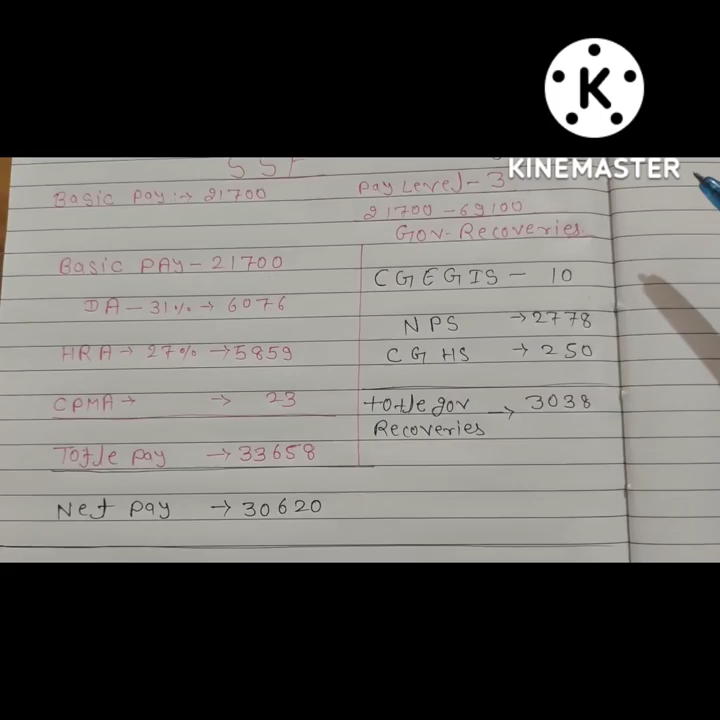 K
KINEMASTER
SSF
Basic pay :→ 21700
Pay Level - 3
21700 - 69100
Gov- Recoveries
Basic PAY - 21700
CGEGIS - 10
DA - 31% → 6076
NPS → 2778
HRA → 27% → 5859
CGHS → 250
CPMA → → 23
totle gov → 3038
Recoveries
Totle pay → 33658
Net pay → 30620